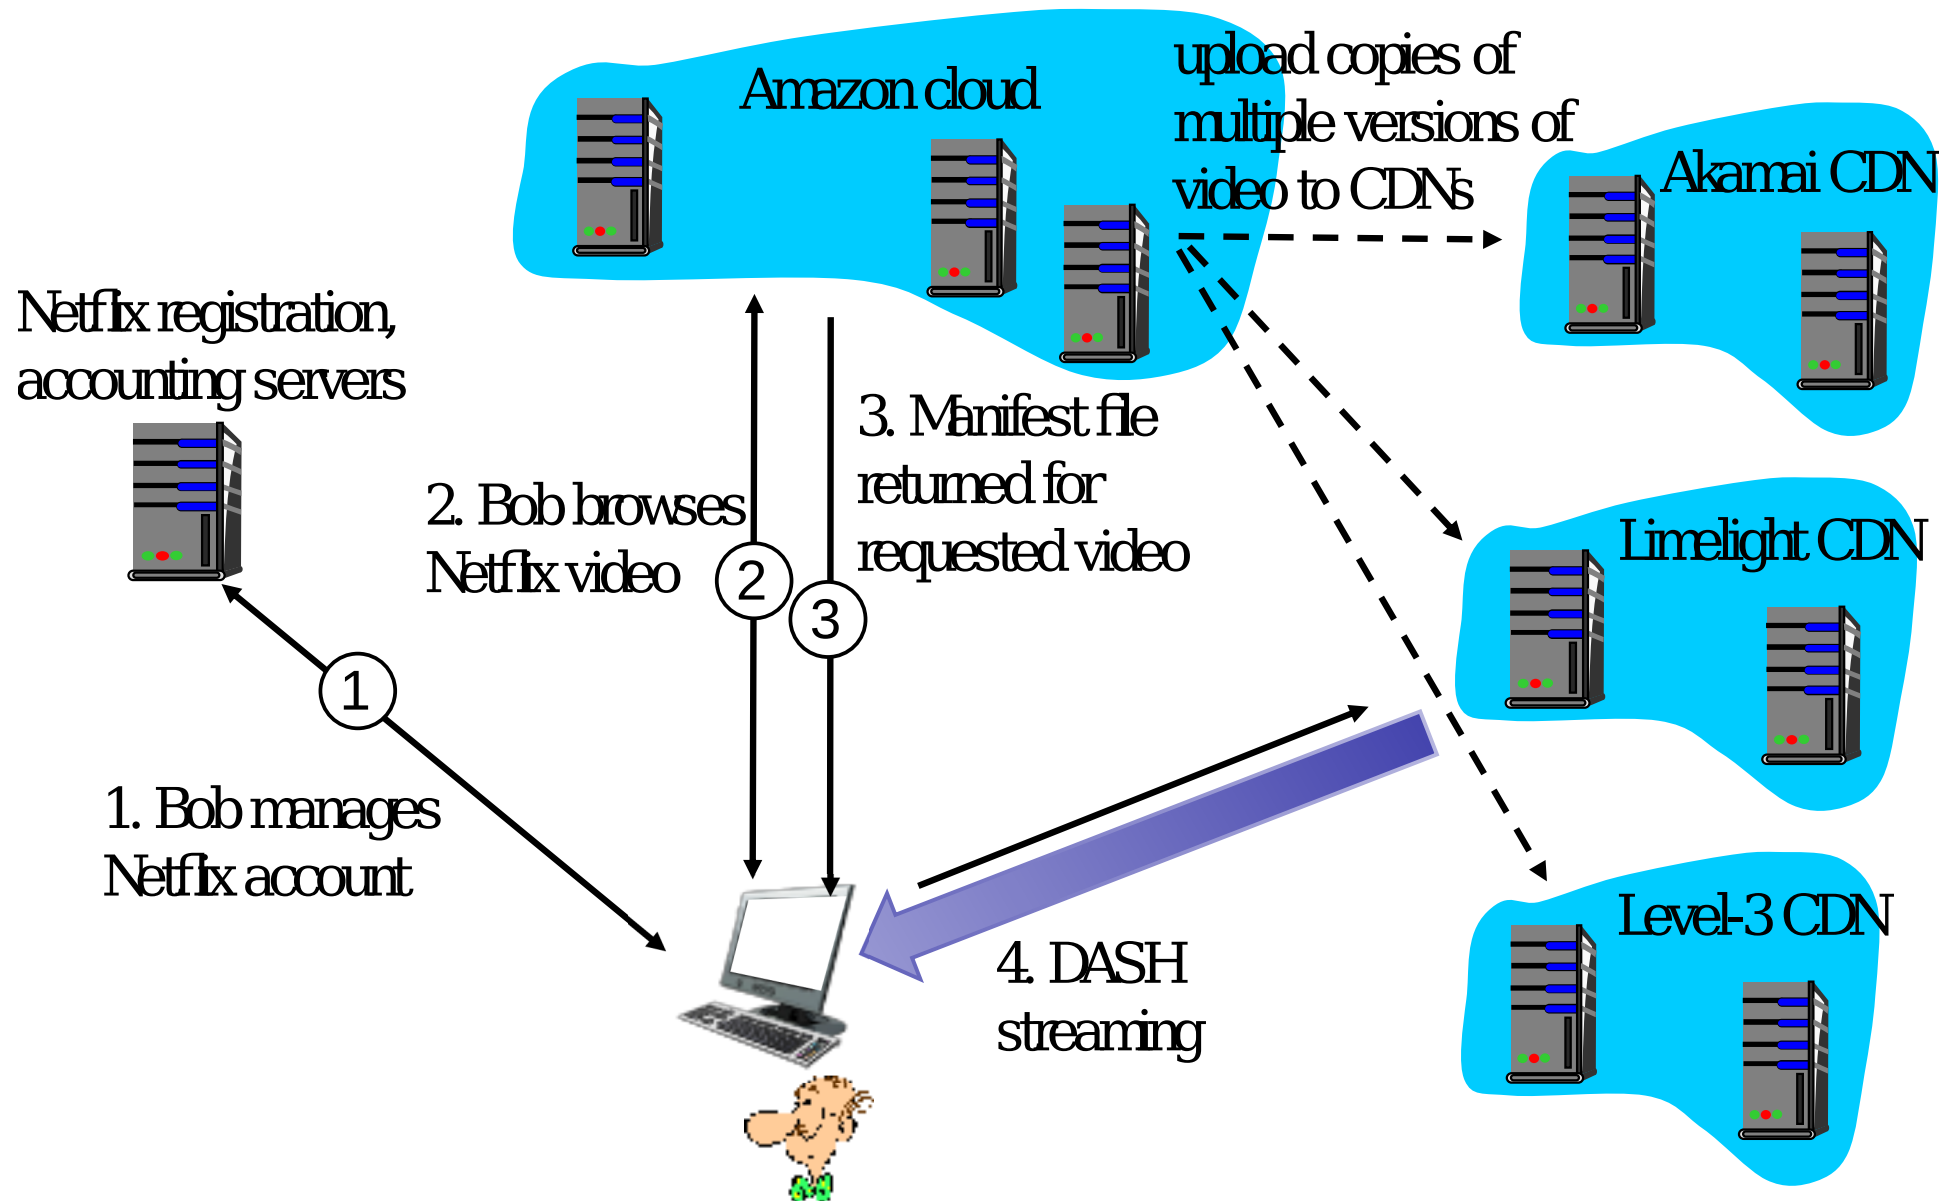 Amazon cloud
upload copies of
multiple versions of
video to CDNs
Akamai CDN
Netflix registration,
accounting servers
3. Manifest file
returned for
requested video
2. Bob browses
Netflix video
2
3
Limelight CDN
1
1. Bob manages
Netflix account
Level-3 CDN
4. DASH
streaming